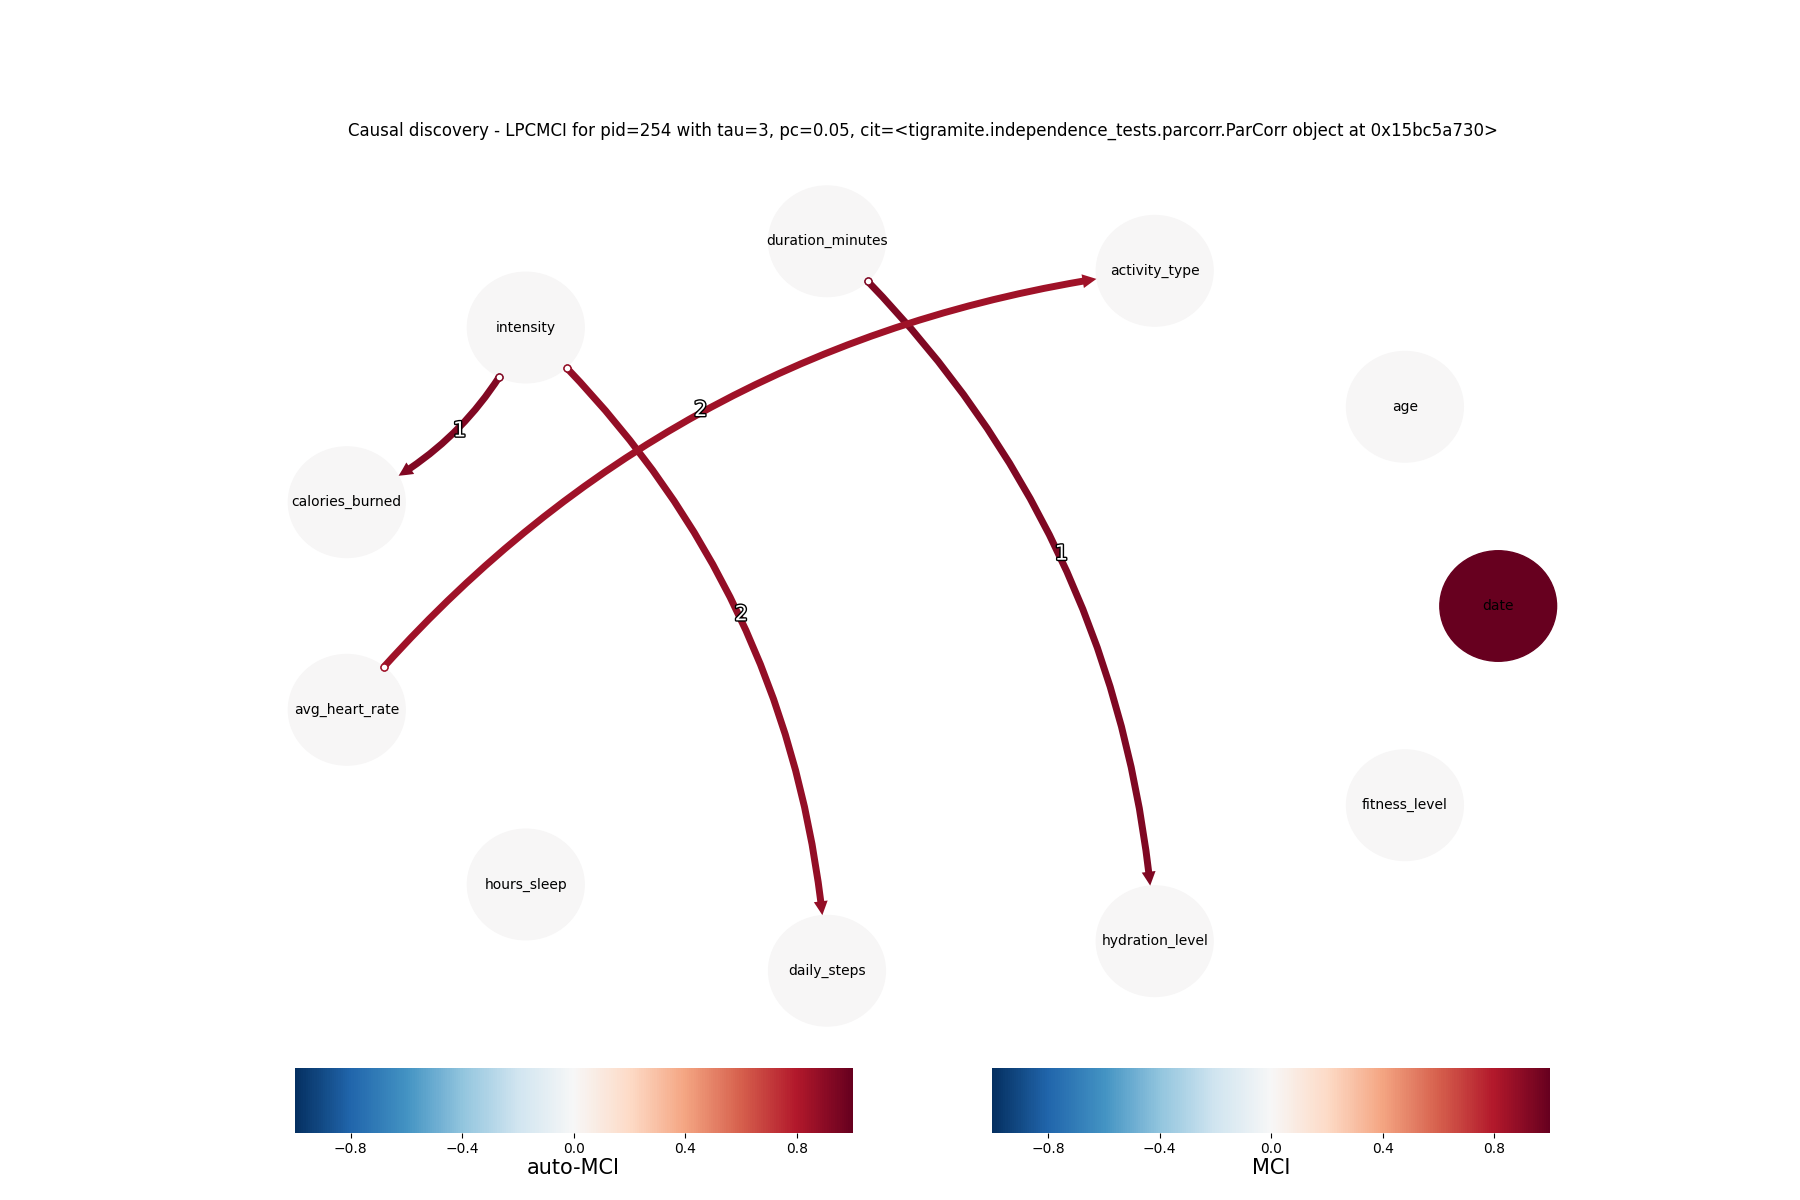 Causal discovery - LPCMCI for pid=254 with tau=3, pc=0.05, cit=<tigramite.independence_tests.parcorr.ParCorr object at 0x15bc5a730>
duration_minutes
activity_type
intensity
age
2
1
calories_burned
1
date
2
avg_heart_rate
fitness_level
hours_sleep
hydration_level
daily_steps
−0.8 −0.4 0.0 0.4 0.8
auto-MCI
−0.8 −0.4 0.0 0.4 0.8
MCI